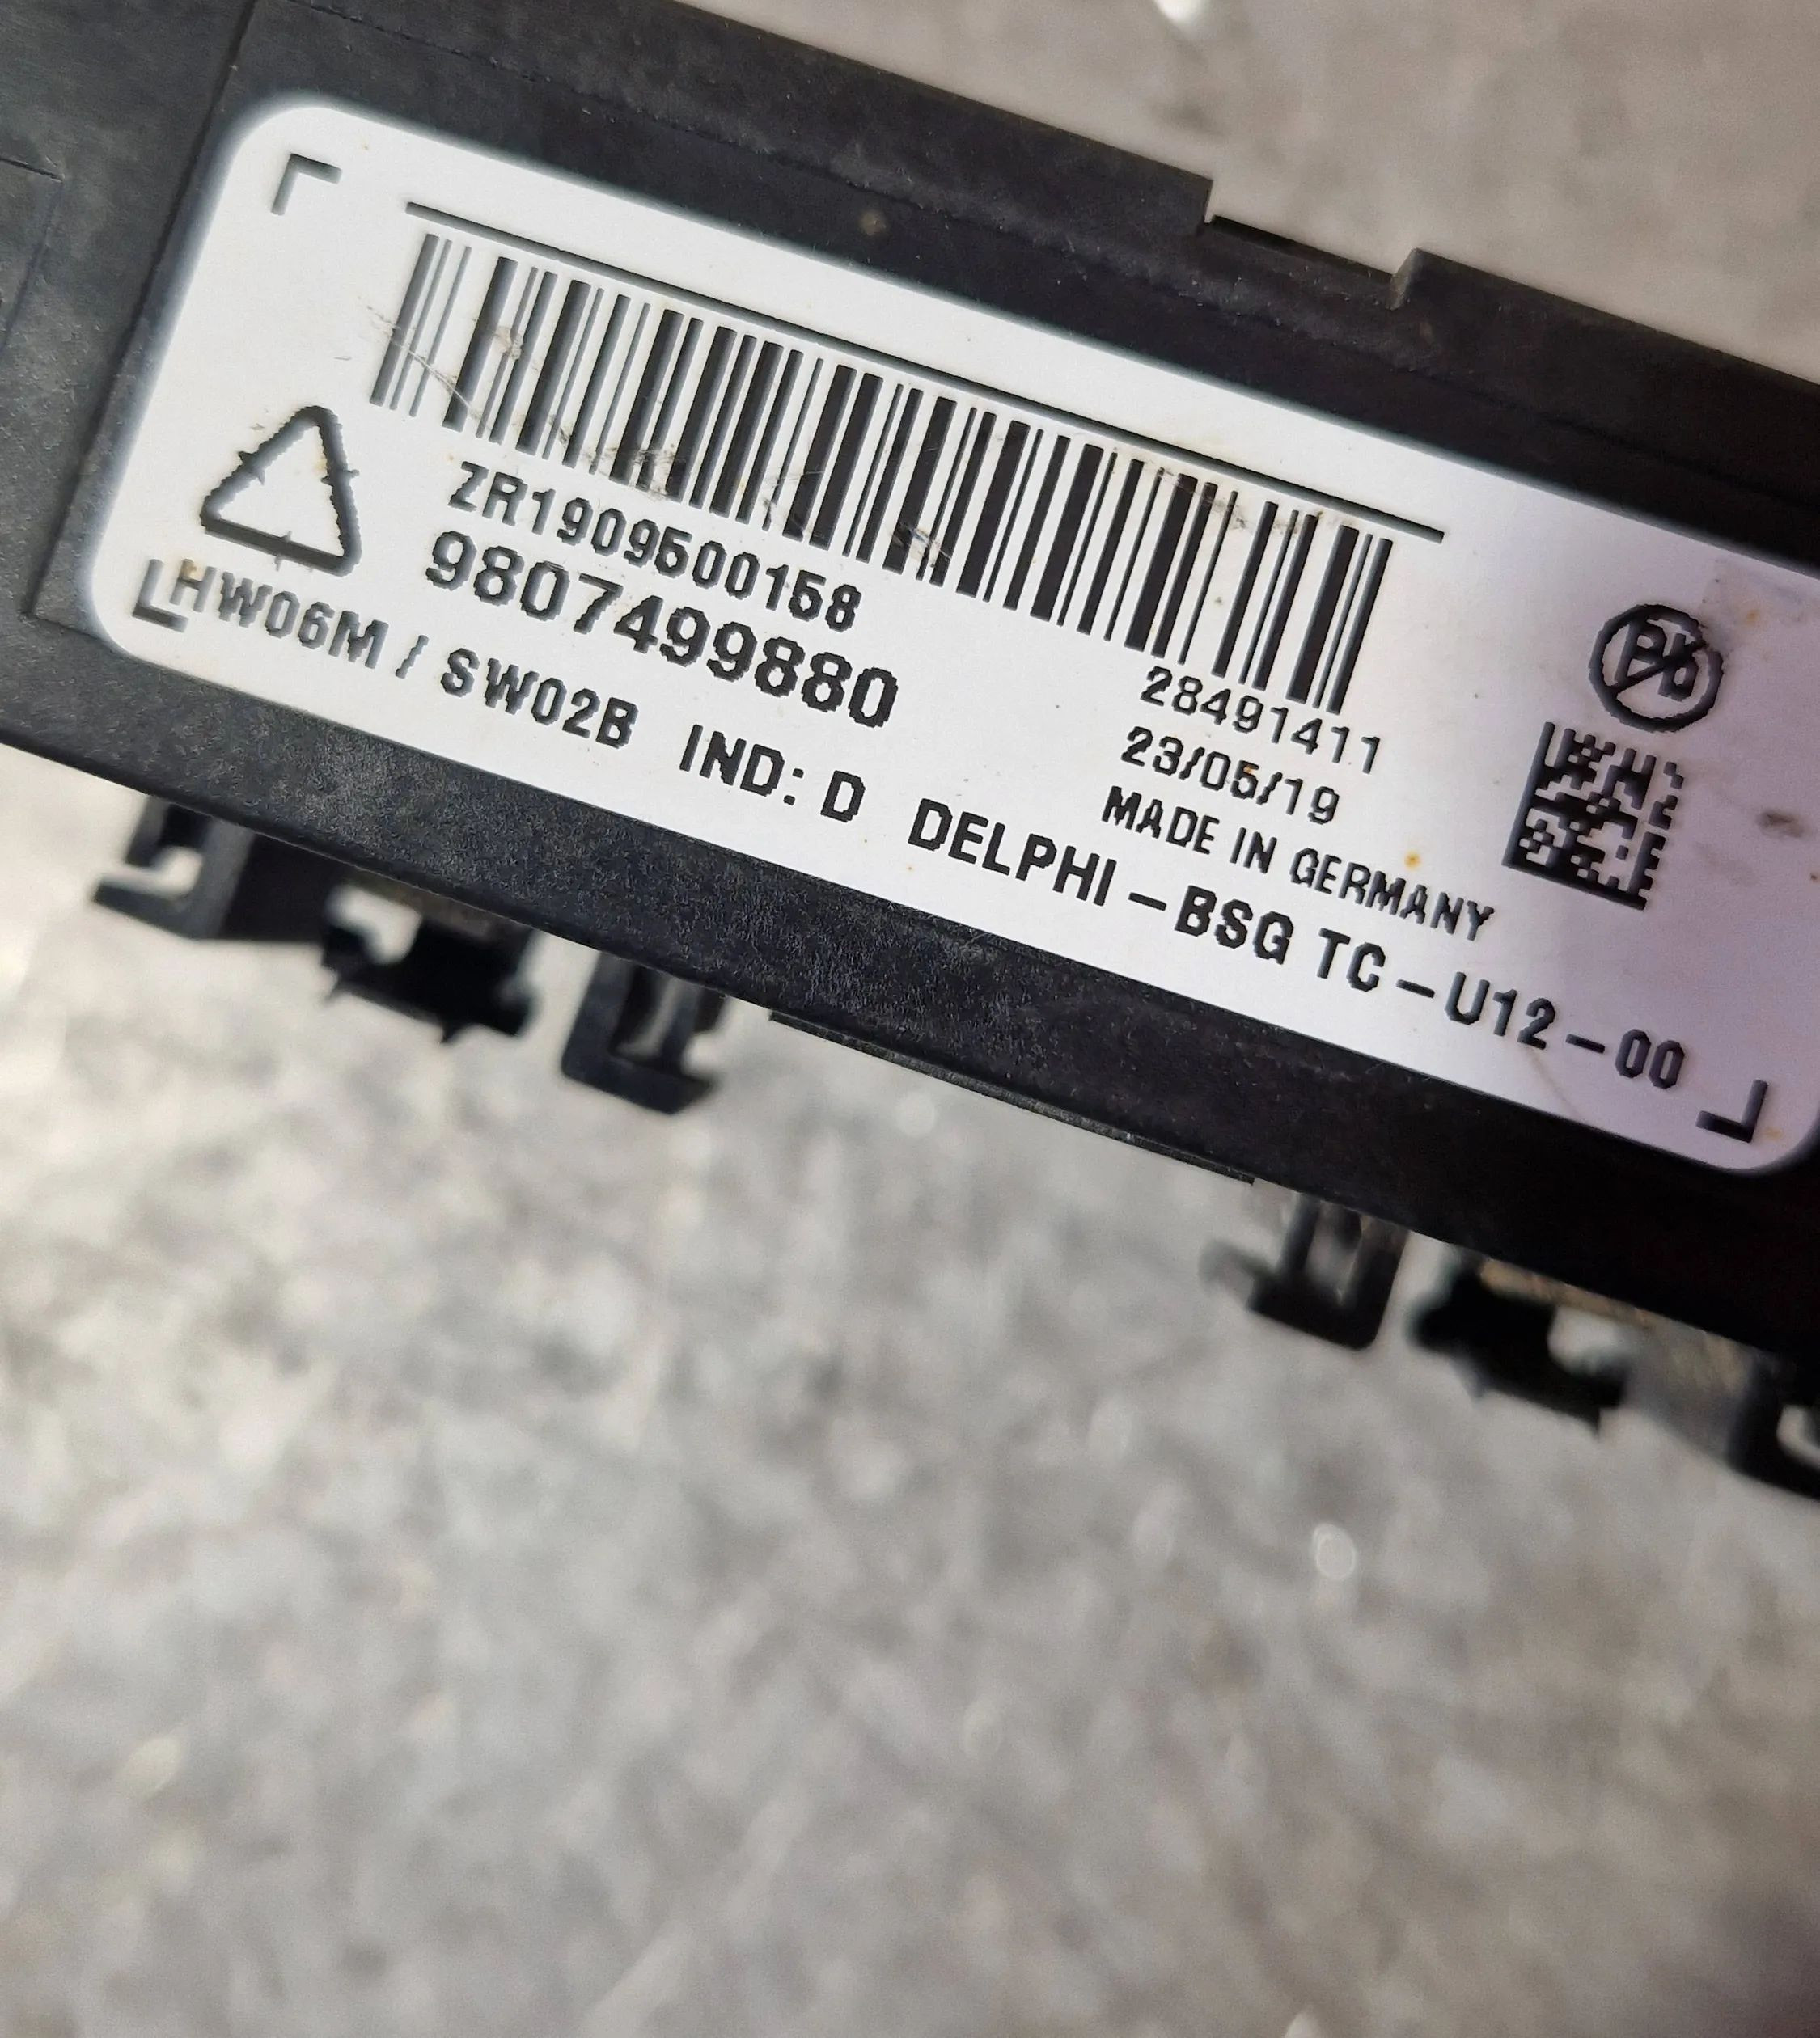 ZR1909500158
9807499880
HW06M / SW02B IND: D DELPHI-BSG TC-U12-00
28491411
23/05/19
MADE IN GERMANY
Pb